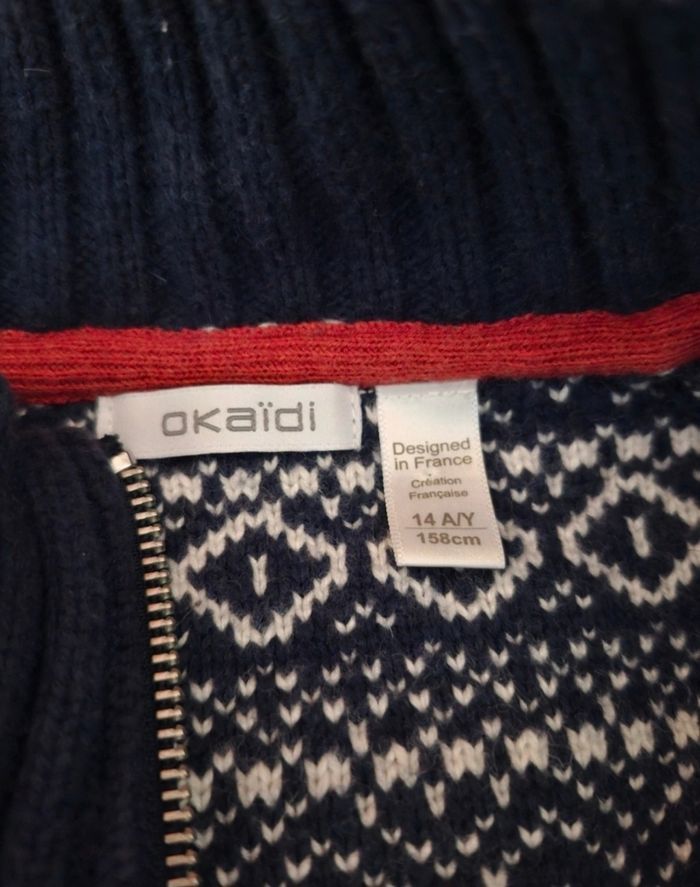 okaïdi
Designed
in France
Création
Française
14 A/Y
158cm